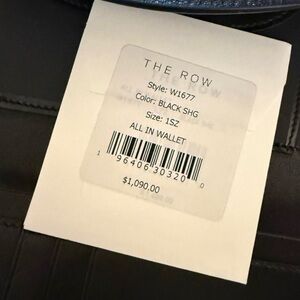 THE ROW
Style: W1677
Color: BLACK SHG
Size: 1SZ
ALL IN WALLET
1 96406 30320 0
$1,090.00